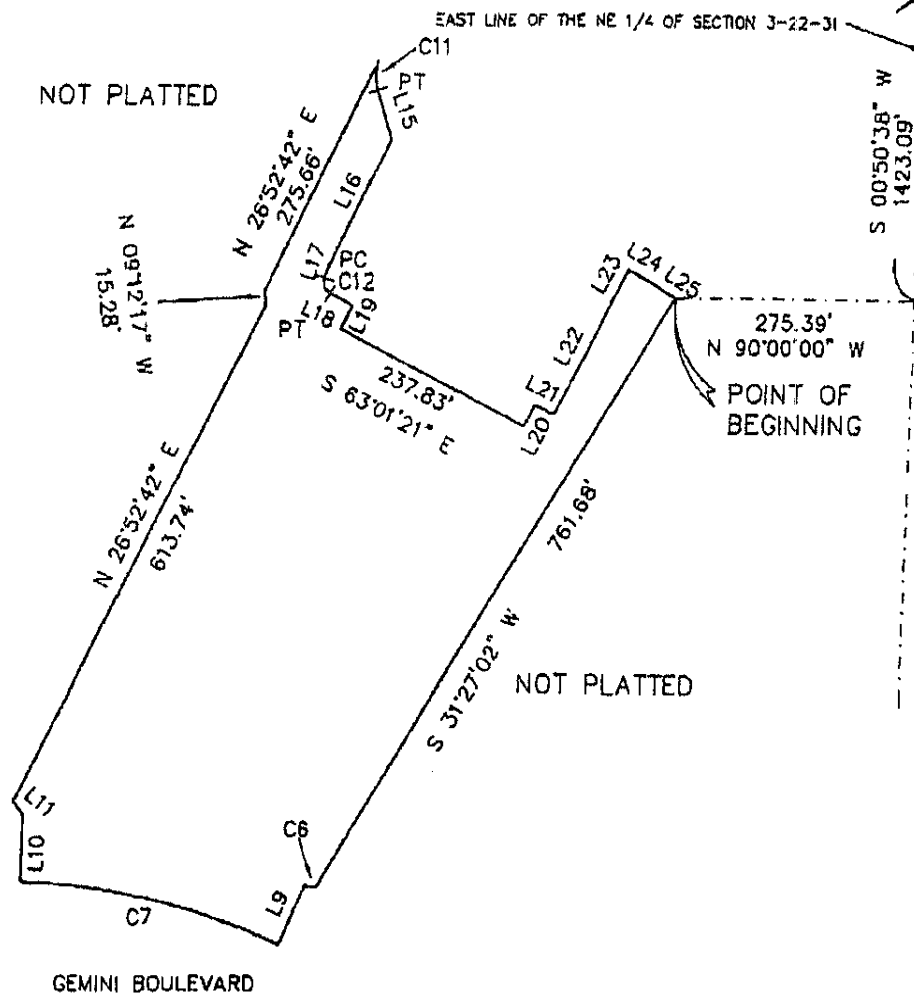 EAST LINE OF THE NE 1/4 OF SECTION 3-22-31
C11
NOT PLATTED
PT
L15
N 26°52'42" E
275.66'
L16
S 00°50'38" W
1423.09'
N 09°12'17" W
15.28'
L17
PC
C12
L18
PT
L19
L23
L24
L25
275.39'
N 90°00'00" W
L22
L21
L20
237.83'
S 63°01'21" E
POINT OF
BEGINNING
N 26°52'42" E
613.74'
761.68'
S 31°27'02" W
NOT PLATTED
L11
L10
C6
L9
C7
GEMINI BOULEVARD